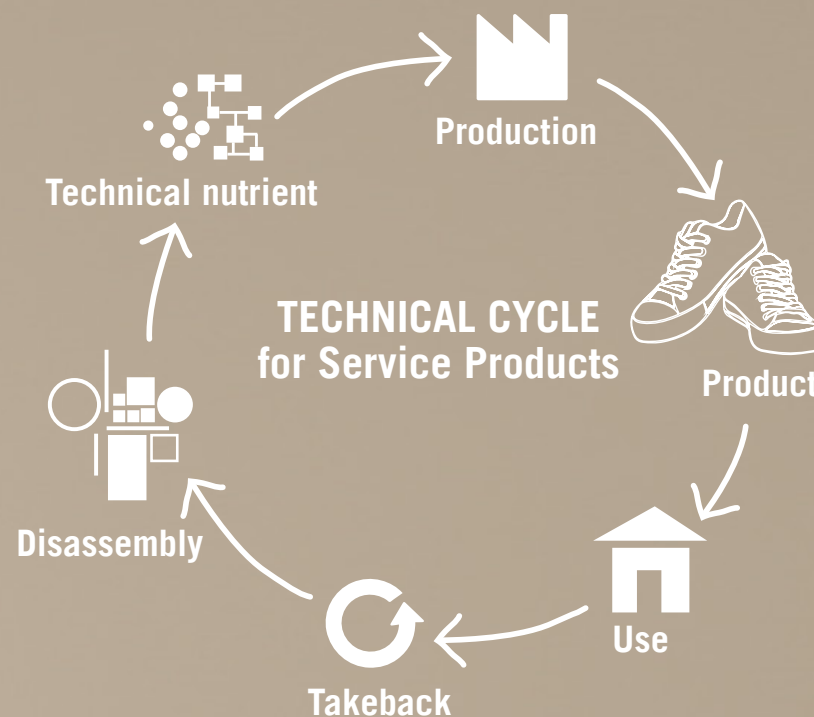 Production
Technical nutrient
TECHNICAL CYCLE
for Service Products
Product
Disassembly
Use
Takeback